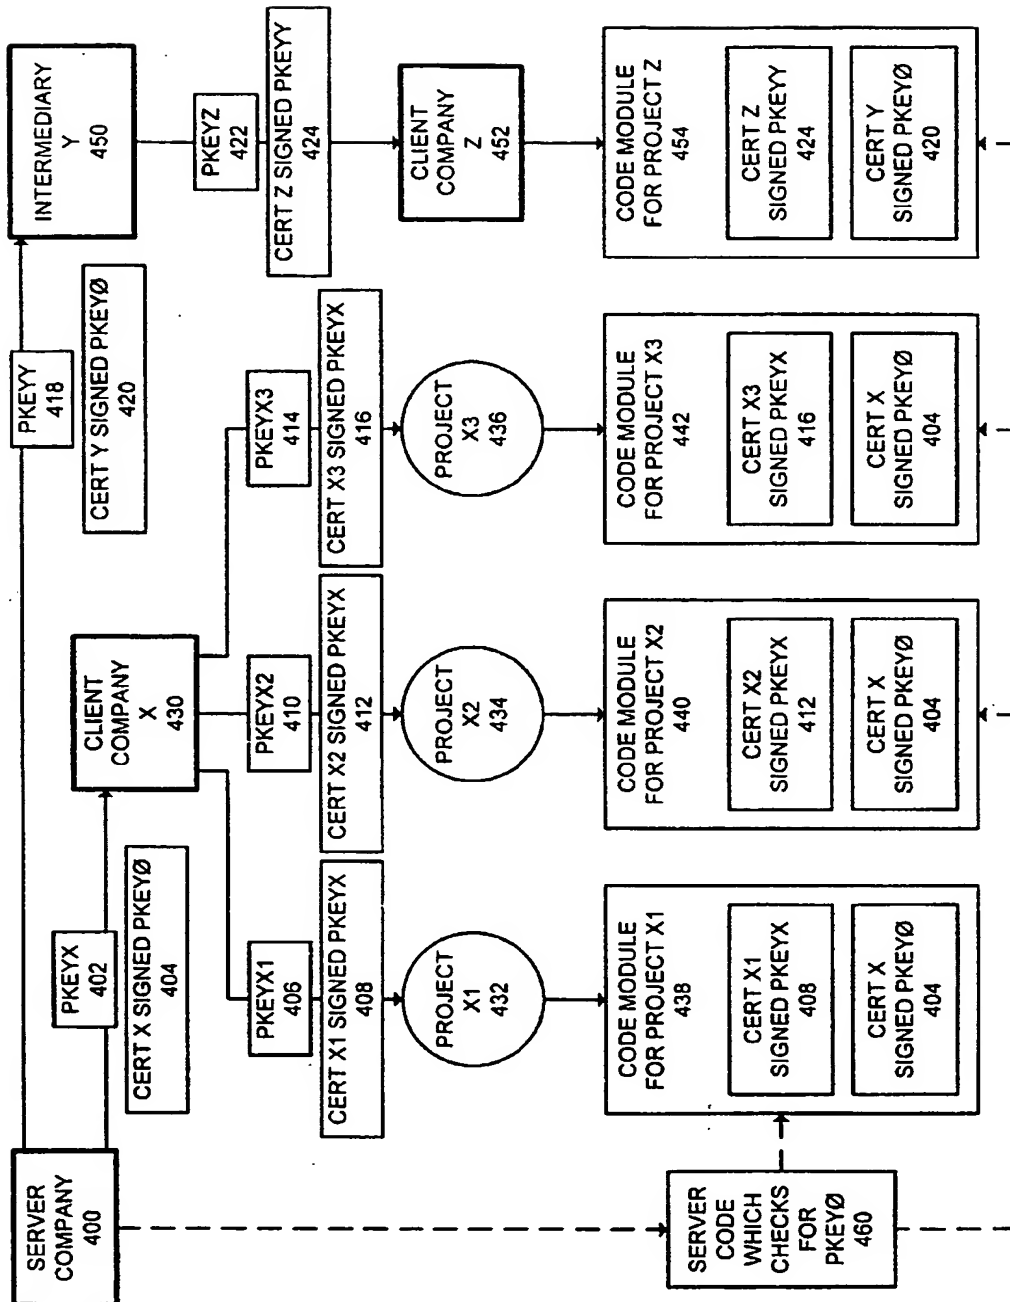 SERVER
COMPANY
400
PKEYX
402
CERT X SIGNED PKEYØ
404
PKEYY
418
CERT Y SIGNED PKEYØ
420
CLIENT
COMPANY
X
430
INTERMEDIARY
Y
450
PKEYX1
406
CERT X1 SIGNED PKEYX
408
PKEYX2
410
CERT X2 SIGNED PKEYX
412
PKEYX3
414
CERT X3 SIGNED PKEYX
416
PKEYZ
422
CERT Z SIGNED PKEYY
424
PROJECT
X1
432
PROJECT
X2
434
PROJECT
X3
436
CLIENT
COMPANY
Z
452
SERVER
CODE
WHICH
CHECKS
FOR
PKEYØ
460
CODE MODULE
FOR PROJECT X1
438
CERT X1
SIGNED PKEYX
408
CERT X
SIGNED PKEYØ
404
CODE MODULE
FOR PROJECT X2
440
CERT X2
SIGNED PKEYX
412
CERT X
SIGNED PKEYØ
404
CODE MODULE
FOR PROJECT X3
442
CERT X3
SIGNED PKEYX
416
CERT X
SIGNED PKEYØ
404
CODE MODULE
FOR PROJECT Z
454
CERT Z
SIGNED PKEYY
424
CERT Y
SIGNED PKEYØ
420